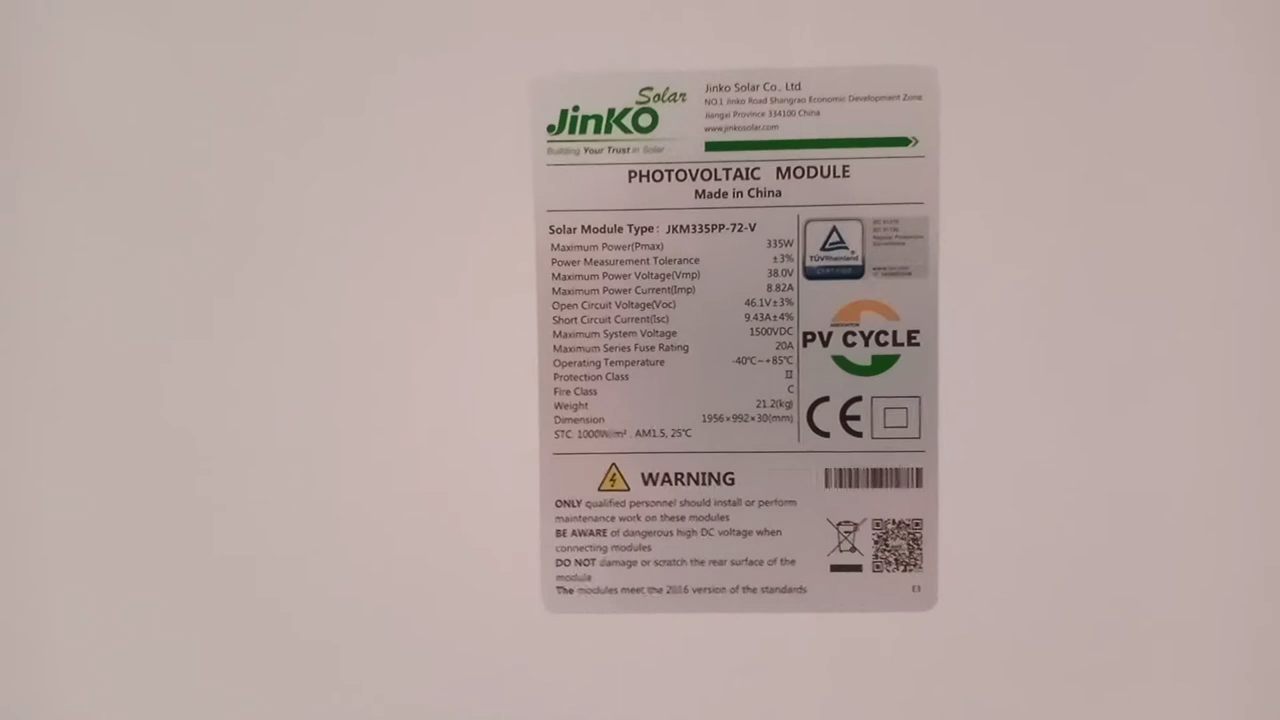 Solar
JinKO
Building Your Trust in Solar
Jinko Solar Co., Ltd
NO.1 Jinko Road Shangrao Economic Development Zone
Jiangxi Province 334100 China
www.jinkosolar.com
PHOTOVOLTAIC MODULE
Made in China
Solar Module Type: JKM335PP-72-V
Maximum Power(Pmax) 335W
Power Measurement Tolerance ±3%
Maximum Power Voltage(Vmp) 38.0V
Maximum Power Current(Imp) 8.82A
Open Circuit Voltage(Voc) 46.1V±3%
Short Circuit Current(Isc) 9.43A±4%
Maximum System Voltage 1500VDC
Maximum Series Fuse Rating 20A
Operating Temperature -40℃~+85℃
Protection Class II
Fire Class C
Weight 21.2(kg)
Dimension 1956×992×30(mm)
STC: 1000W/m², AM1.5, 25℃
TÜVRheinland
CERTIFIED
PV CYCLE
CE
WARNING
ONLY qualified personnel should install or perform
maintenance work on these modules
BE AWARE of dangerous high DC voltage when
connecting modules
DO NOT damage or scratch the rear surface of the
module
The modules meet the 2016 version of the standards